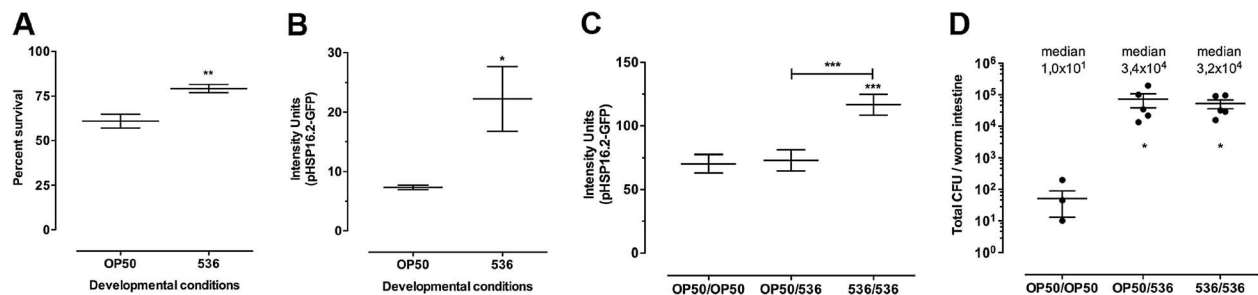 A
Percent survival
100
75
50
25
0
**
OP50
536
Developmental conditions
B
Intensity Units
(pHSP16.2-GFP)
30
20
10
0
*
OP50
536
Developmental conditions
C
Intensity Units
(pHSP16.2-GFP)
150
100
50
0
***
***
OP50/OP50
OP50/536
536/536
D
Total CFU / worm intestine
median
1,0x10¹
median
3,4x10⁴
median
3,2x10⁴
10⁶
10⁵
10⁴
10³
10²
10¹
10⁰
*
*
OP50/OP50
OP50/536
536/536